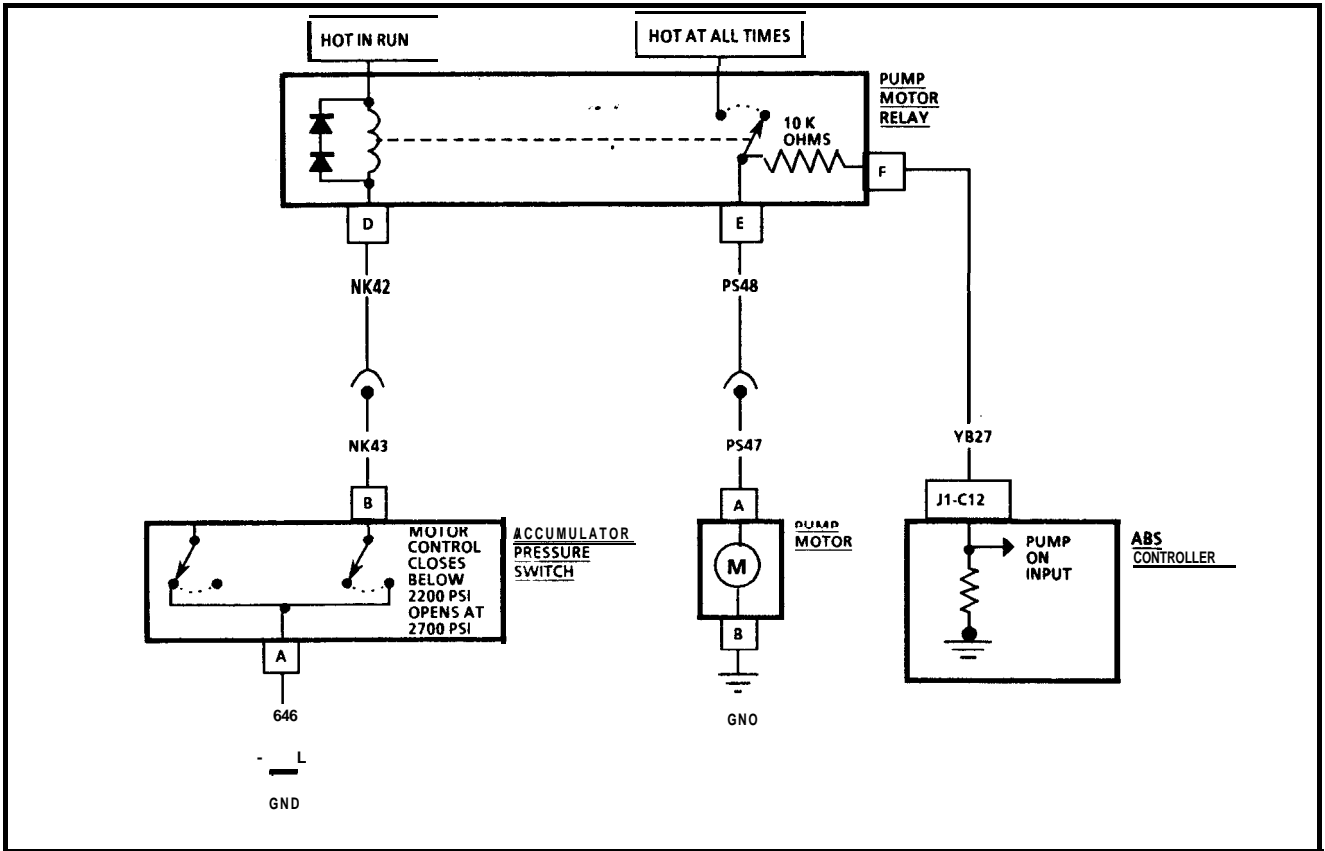 HOT IN RUN
HOT AT ALL TIMES
PUMP
MOTOR
RELAY
10 K
OHMS
F
D
E
NK42
PS48
NK43
PS47
YB27
B
A
J1-C12
MOTOR
CONTROL
CLOSES
BELOW
2200 PSI
OPENS AT
2700 PSI
ACCUMULATOR
PRESSURE
SWITCH
M
PUMP
MOTOR
PUMP
ON
INPUT
ABS
CONTROLLER
A
B
646
GNO
- L
GND